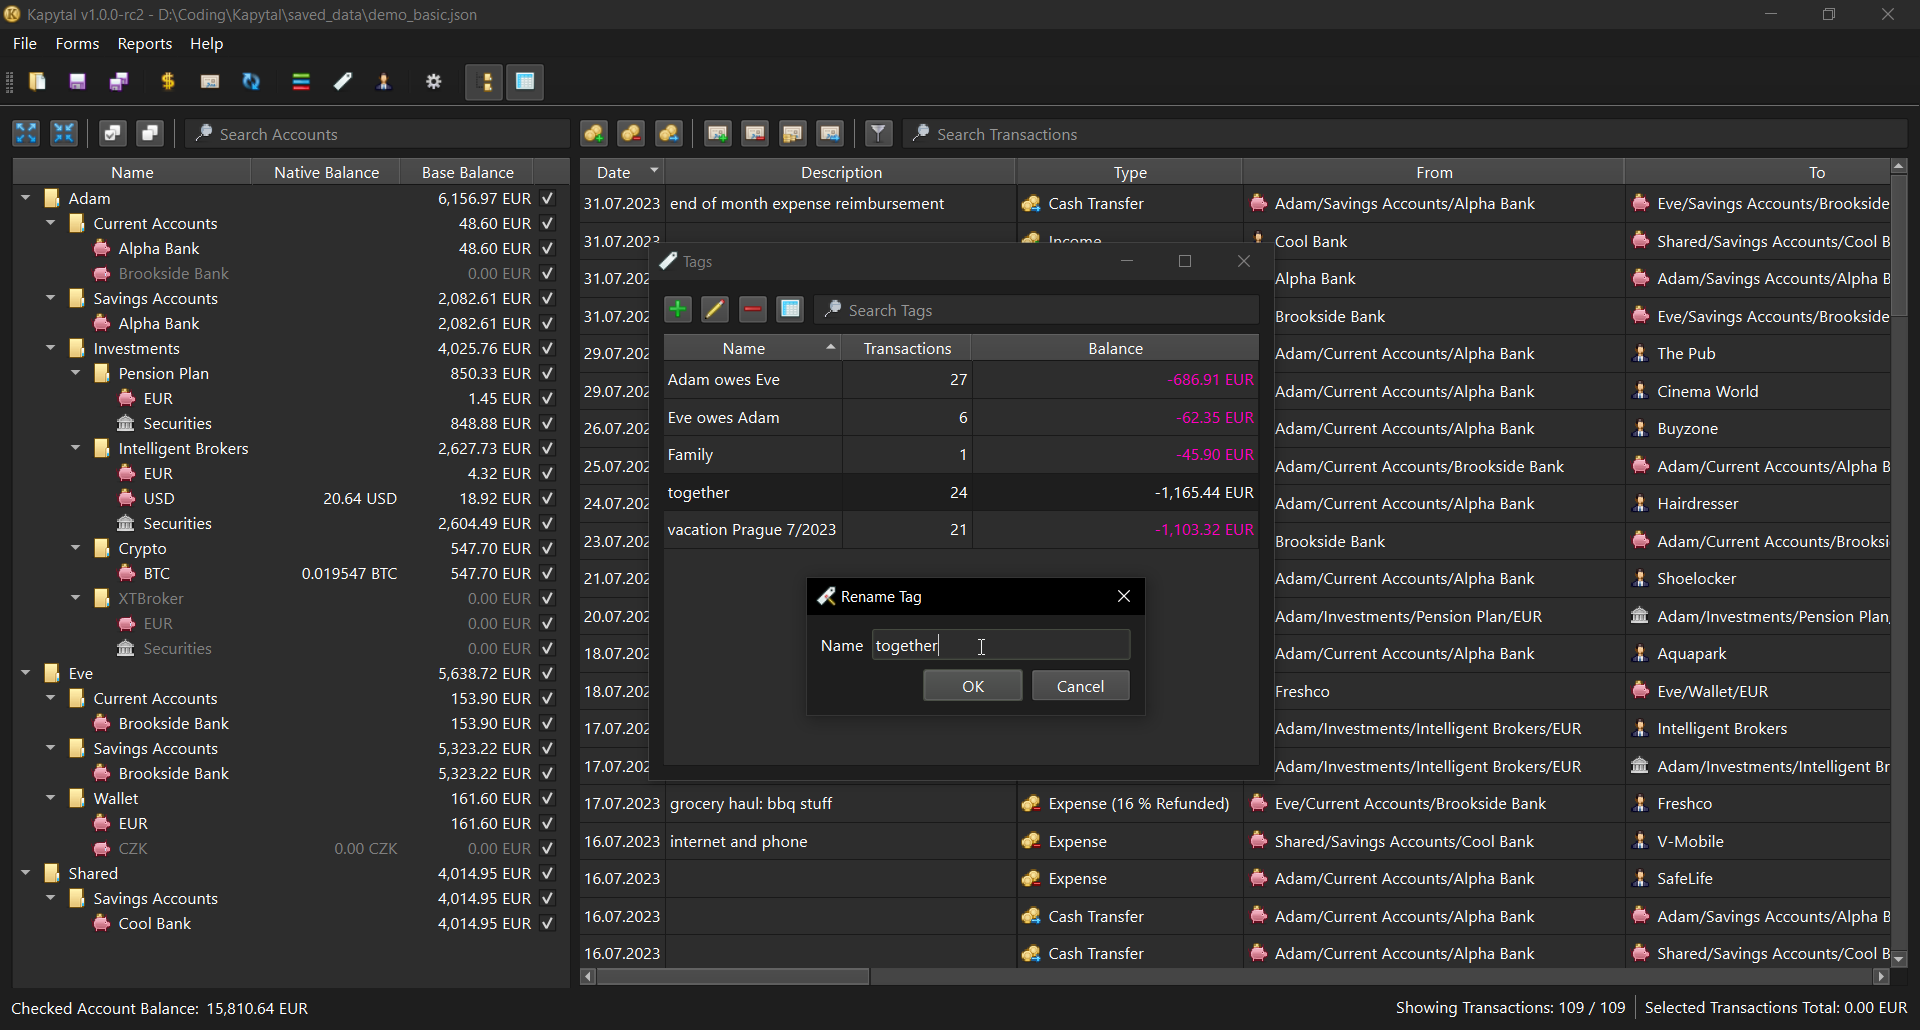 Kapytal v1.0.0-rc2 - D:\Coding\Kapytal\saved_data\demo_basic.json
File Forms Reports Help
Search Accounts
Search Transactions
Name Native Balance Base Balance
Adam 6,156.97 EUR
Current Accounts 48.60 EUR
Alpha Bank 48.60 EUR
Brookside Bank 0.00 EUR
Savings Accounts 2,082.61 EUR
Alpha Bank 2,082.61 EUR
Investments 4,025.76 EUR
Pension Plan 850.33 EUR
EUR 1.45 EUR
Securities 848.88 EUR
Intelligent Brokers 2,627.73 EUR
EUR 4.32 EUR
USD 20.64 USD 18.92 EUR
Securities 2,604.49 EUR
Crypto 547.70 EUR
BTC 0.019547 BTC 547.70 EUR
XTBroker 0.00 EUR
EUR 0.00 EUR
Securities 0.00 EUR
Eve 5,638.72 EUR
Current Accounts 153.90 EUR
Brookside Bank 153.90 EUR
Savings Accounts 5,323.22 EUR
Brookside Bank 5,323.22 EUR
Wallet 161.60 EUR
EUR 161.60 EUR
CZK 0.00 CZK 0.00 EUR
Shared 4,014.95 EUR
Savings Accounts 4,014.95 EUR
Cool Bank 4,014.95 EUR
Date Description Type From To
31.07.2023 end of month expense reimbursement Cash Transfer Adam/Savings Accounts/Alpha Bank Eve/Savings Accounts/Brookside
31.07.2023 Income Cool Bank Shared/Savings Accounts/Cool B
31.07.202 Alpha Bank Adam/Savings Accounts/Alpha B
31.07.202 Brookside Bank Eve/Savings Accounts/Brookside
29.07.202 Adam/Current Accounts/Alpha Bank The Pub
29.07.202 Adam/Current Accounts/Alpha Bank Cinema World
26.07.202 Adam/Current Accounts/Alpha Bank Buyzone
25.07.202 Adam/Current Accounts/Brookside Bank Adam/Current Accounts/Alpha B
24.07.202 Adam/Current Accounts/Alpha Bank Hairdresser
23.07.202 Brookside Bank Adam/Current Accounts/Brooksi
21.07.202 Adam/Current Accounts/Alpha Bank Shoelocker
20.07.202 Adam/Investments/Pension Plan/EUR Adam/Investments/Pension Plan,
18.07.202 Adam/Current Accounts/Alpha Bank Aquapark
18.07.202 Freshco Eve/Wallet/EUR
17.07.202 Adam/Investments/Intelligent Brokers/EUR Intelligent Brokers
17.07.202 Adam/Investments/Intelligent Brokers/EUR Adam/Investments/Intelligent Br
17.07.2023 grocery haul: bbq stuff Expense (16 % Refunded) Eve/Current Accounts/Brookside Bank Freshco
16.07.2023 internet and phone Expense Shared/Savings Accounts/Cool Bank V-Mobile
16.07.2023 Expense Adam/Current Accounts/Alpha Bank SafeLife
16.07.2023 Cash Transfer Adam/Current Accounts/Alpha Bank Adam/Savings Accounts/Alpha B
16.07.2023 Cash Transfer Adam/Current Accounts/Alpha Bank Shared/Savings Accounts/Cool B
Tags
Search Tags
Name Transactions Balance
Adam owes Eve 27 -686.91 EUR
Eve owes Adam 6 -62.35 EUR
Family 1 -45.90 EUR
together 24 -1,165.44 EUR
vacation Prague 7/2023 21 -1,103.32 EUR
Rename Tag
Name together
OK Cancel
Checked Account Balance: 15,810.64 EUR
Showing Transactions: 109 / 109 Selected Transactions Total: 0.00 EUR